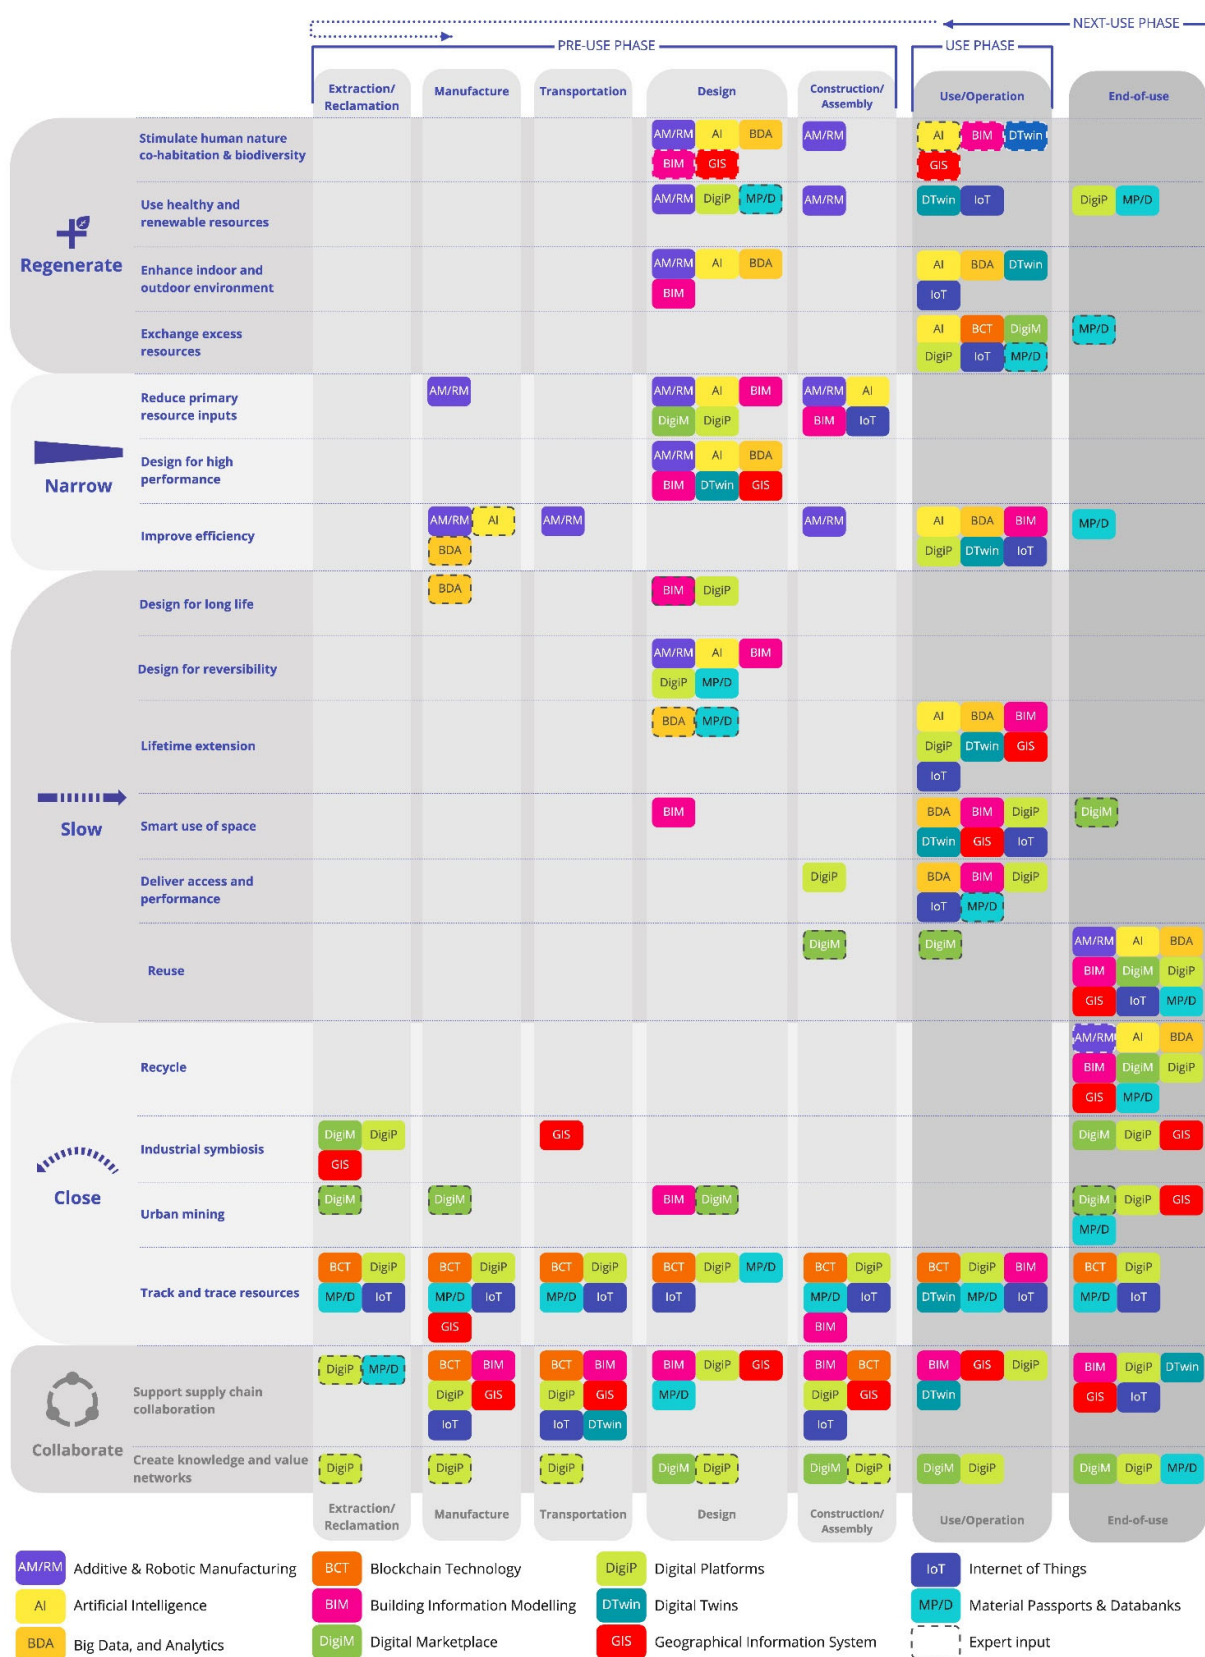 NEXT-USE PHASE
PRE-USE PHASE
USE PHASE
Extraction/
Reclamation
Manufacture
Transportation
Design
Construction/
Assembly
Use/Operation
End-of-use
Regenerate
Stimulate human nature
co-habitation & biodiversity
AM/RM AI BDA
BIM GIS
AM/RM
AI BIM DTwin
GIS
Use healthy and
renewable resources
AM/RM DigiP MP/D
AM/RM
DTwin IoT
DigiP MP/D
Enhance indoor and
outdoor environment
AM/RM AI BDA
BIM
AI BDA DTwin
IoT
Exchange excess
resources
AI BCT DigiM
DigiP IoT MP/D
MP/D
Narrow
Reduce primary
resource inputs
AM/RM
AM/RM AI BIM
DigiM DigiP
AM/RM AI
BIM IoT
Design for high
performance
AM/RM AI BDA
BIM DTwin GIS
Improve efficiency
AM/RM AI
BDA
AM/RM
AM/RM
AI BDA BIM
DigiP DTwin IoT
MP/D
Slow
Design for long life
BDA
BIM DigiP
Design for reversibility
AM/RM AI BIM
DigiP MP/D
Lifetime extension
BDA MP/D
AI BDA BIM
DigiP DTwin GIS
IoT
Smart use of space
BIM
BDA BIM DigiP
DTwin GIS IoT
DigiM
Deliver access and
performance
DigiP
BDA BIM DigiP
IoT MP/D
Reuse
DigiM
DigiM
AM/RM AI BDA
BIM DigiM DigiP
GIS IoT MP/D
Close
Recycle
AM/RM AI BDA
BIM DigiM DigiP
GIS MP/D
Industrial symbiosis
DigiM DigiP
GIS
GIS
DigiM DigiP GIS
Urban mining
DigiM
DigiM
BIM DigiM
DigiM DigiP GIS
MP/D
Track and trace resources
BCT DigiP
MP/D IoT
BCT DigiP
MP/D IoT
GIS
BCT DigiP
MP/D IoT
BCT DigiP MP/D
IoT
BCT DigiP
MP/D IoT
BIM
BCT DigiP BIM
DTwin MP/D IoT
BCT DigiP
MP/D IoT
Collaborate
Support supply chain
collaboration
DigiP MP/D
BCT BIM
DigiP GIS
IoT
BCT BIM
DigiP GIS
IoT DTwin
BIM DigiP GIS
MP/D
BIM BCT
DigiP GIS
IoT
BIM GIS DigiP
DTwin
BIM DigiP DTwin
GIS IoT
Create knowledge and value
networks
DigiP
DigiP
DigiP
DigiM DigiP
DigiM DigiP
DigiM DigiP
DigiM DigiP MP/D
Extraction/
Reclamation
Manufacture
Transportation
Design
Construction/
Assembly
Use/Operation
End-of-use
AM/RM Additive & Robotic Manufacturing
AI Artificial Intelligence
BDA Big Data, and Analytics
BCT Blockchain Technology
BIM Building Information Modelling
DigiM Digital Marketplace
DigiP Digital Platforms
DTwin Digital Twins
GIS Geographical Information System
IoT Internet of Things
MP/D Material Passports & Databanks
Expert input